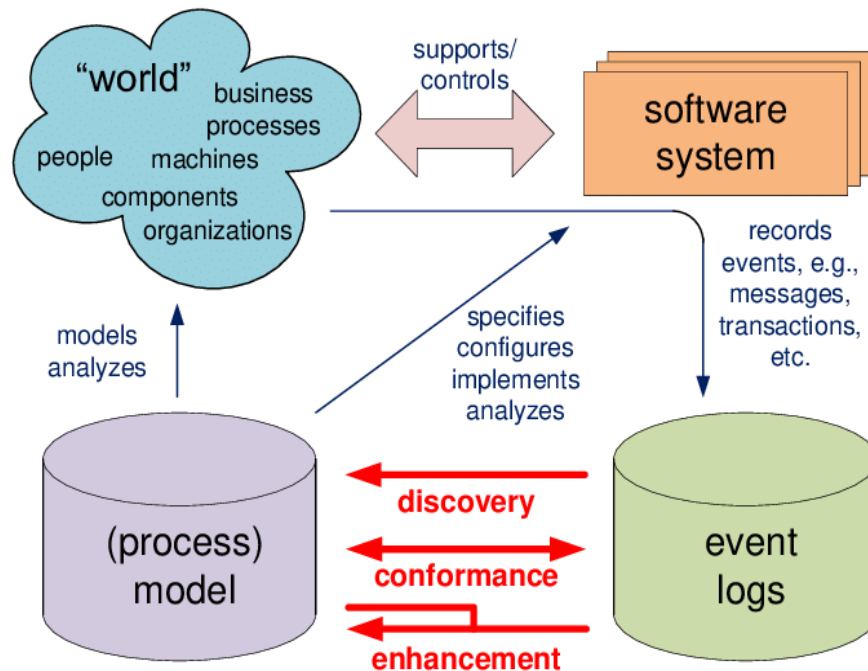 “world”
business
processes
people
machines
components
organizations
supports/
controls
software
system
records
events, e.g.,
messages,
transactions,
etc.
models
analyzes
specifies
configures
implements
analyzes
(process)
model
discovery
conformance
enhancement
event
logs